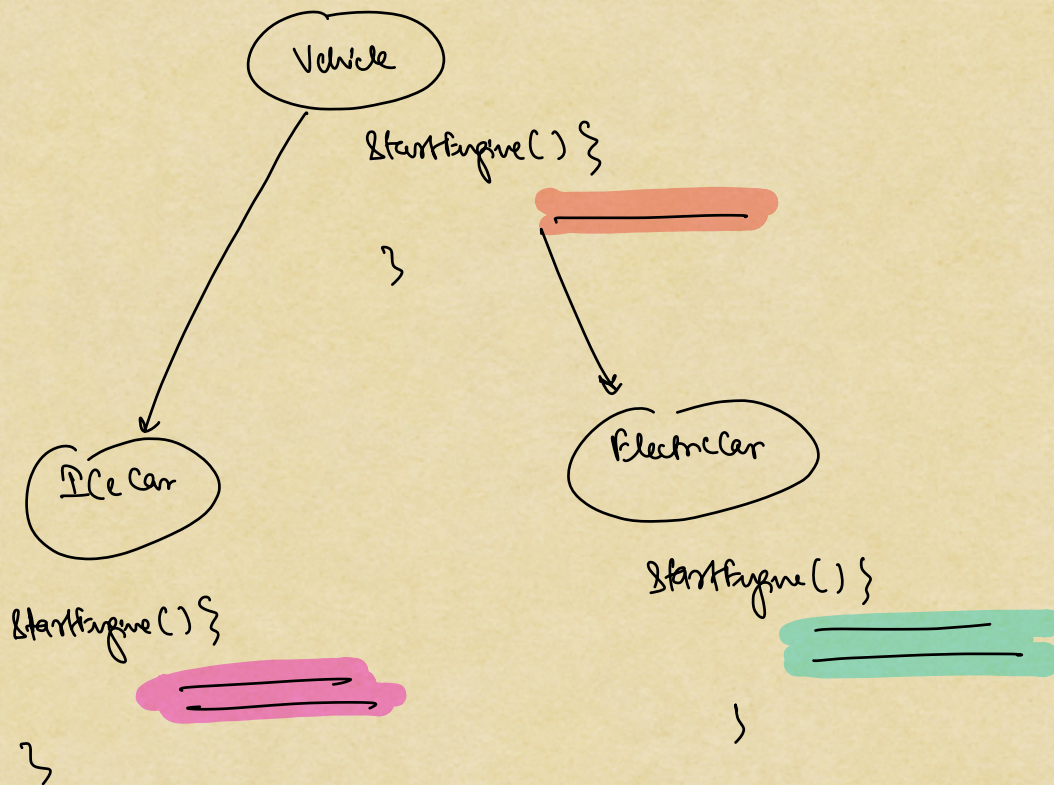 Vehicle
StartEngine() {
}
ICe Car
ElectricCar
StartEngine() {
}
StartEngine() {
}